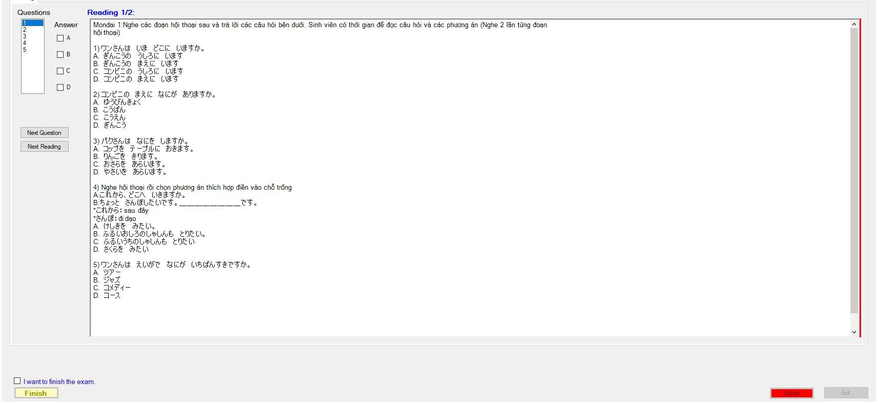 Questions
Reading 1/2:
1
2
3
4
5
Answer
A
B
C
D
Next Question
Next Reading
Mondai 1:Nghe các đoạn hội thoại sau và trả lời các câu hỏi bên dưới. Sinh viên có thời gian để đọc câu hỏi và các phương án (Nghe 2 lần từng đoạn
hội thoại)
1) ワンさんは いま どこに いますか。
A. ぎんこうの うしろに います
B. ぎんこうの まえに います
C. コンビニの うしろに います
D. コンビニの まえに います
2) コンビニの まえに なにが ありますか。
A. ゆうびんきょく
B. こうばん
C. こうえん
D. ぎんこう
3) パクさんは なにを しますか。
A. コップを テーブルに おきます。
B. りんごを きります。
C. おさらを あらいます。
D. やさいを あらいます。
4) Nghe hội thoại rồi chọn phương án thích hợp điền vào chỗ trống
A:これから、どこへ いきますか。
B:ちょっと さんぽしたいです。________________です。
*これから: sau đây
*さんぽ: đi dạo
A. けしきを みたい。
B. ふるいおしろのしゃしんも とりたい。
C. ふるいうちのしゃしんも とりたい
D. さくらを みたい
5) ワンさんは えいがで なにが いちばんすきですか。
A. ツアー
B. ジャズ
C. コメディー
D. コース
I want to finish the exam.
Finish
Exit